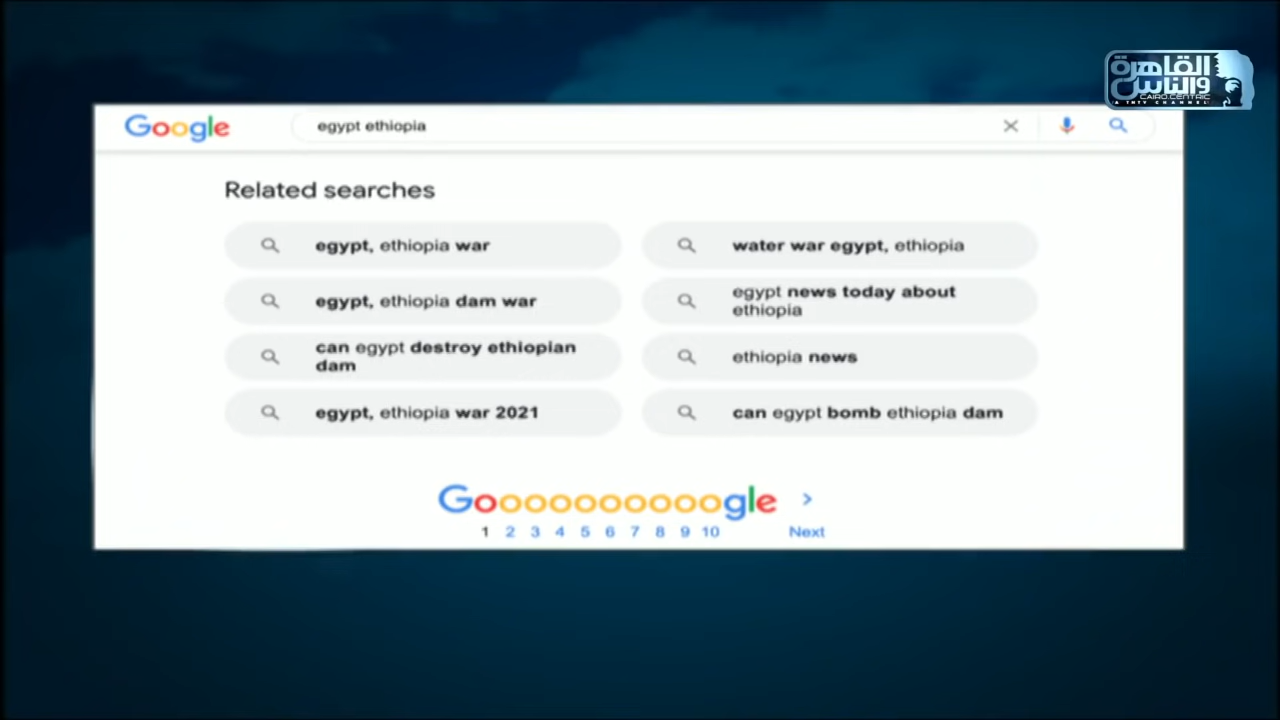 القاهرة
والناس
CAIRO.CENTRIC
A TNTV CHANNEL
Google
egypt ethiopia
Related searches
egypt, ethiopia war
water war egypt, ethiopia
egypt, ethiopia dam war
egypt news today about
ethiopia
can egypt destroy ethiopian
dam
ethiopia news
egypt, ethiopia war 2021
can egypt bomb ethiopia dam
Goooooooooogle >
1 2 3 4 5 6 7 8 9 10 Next